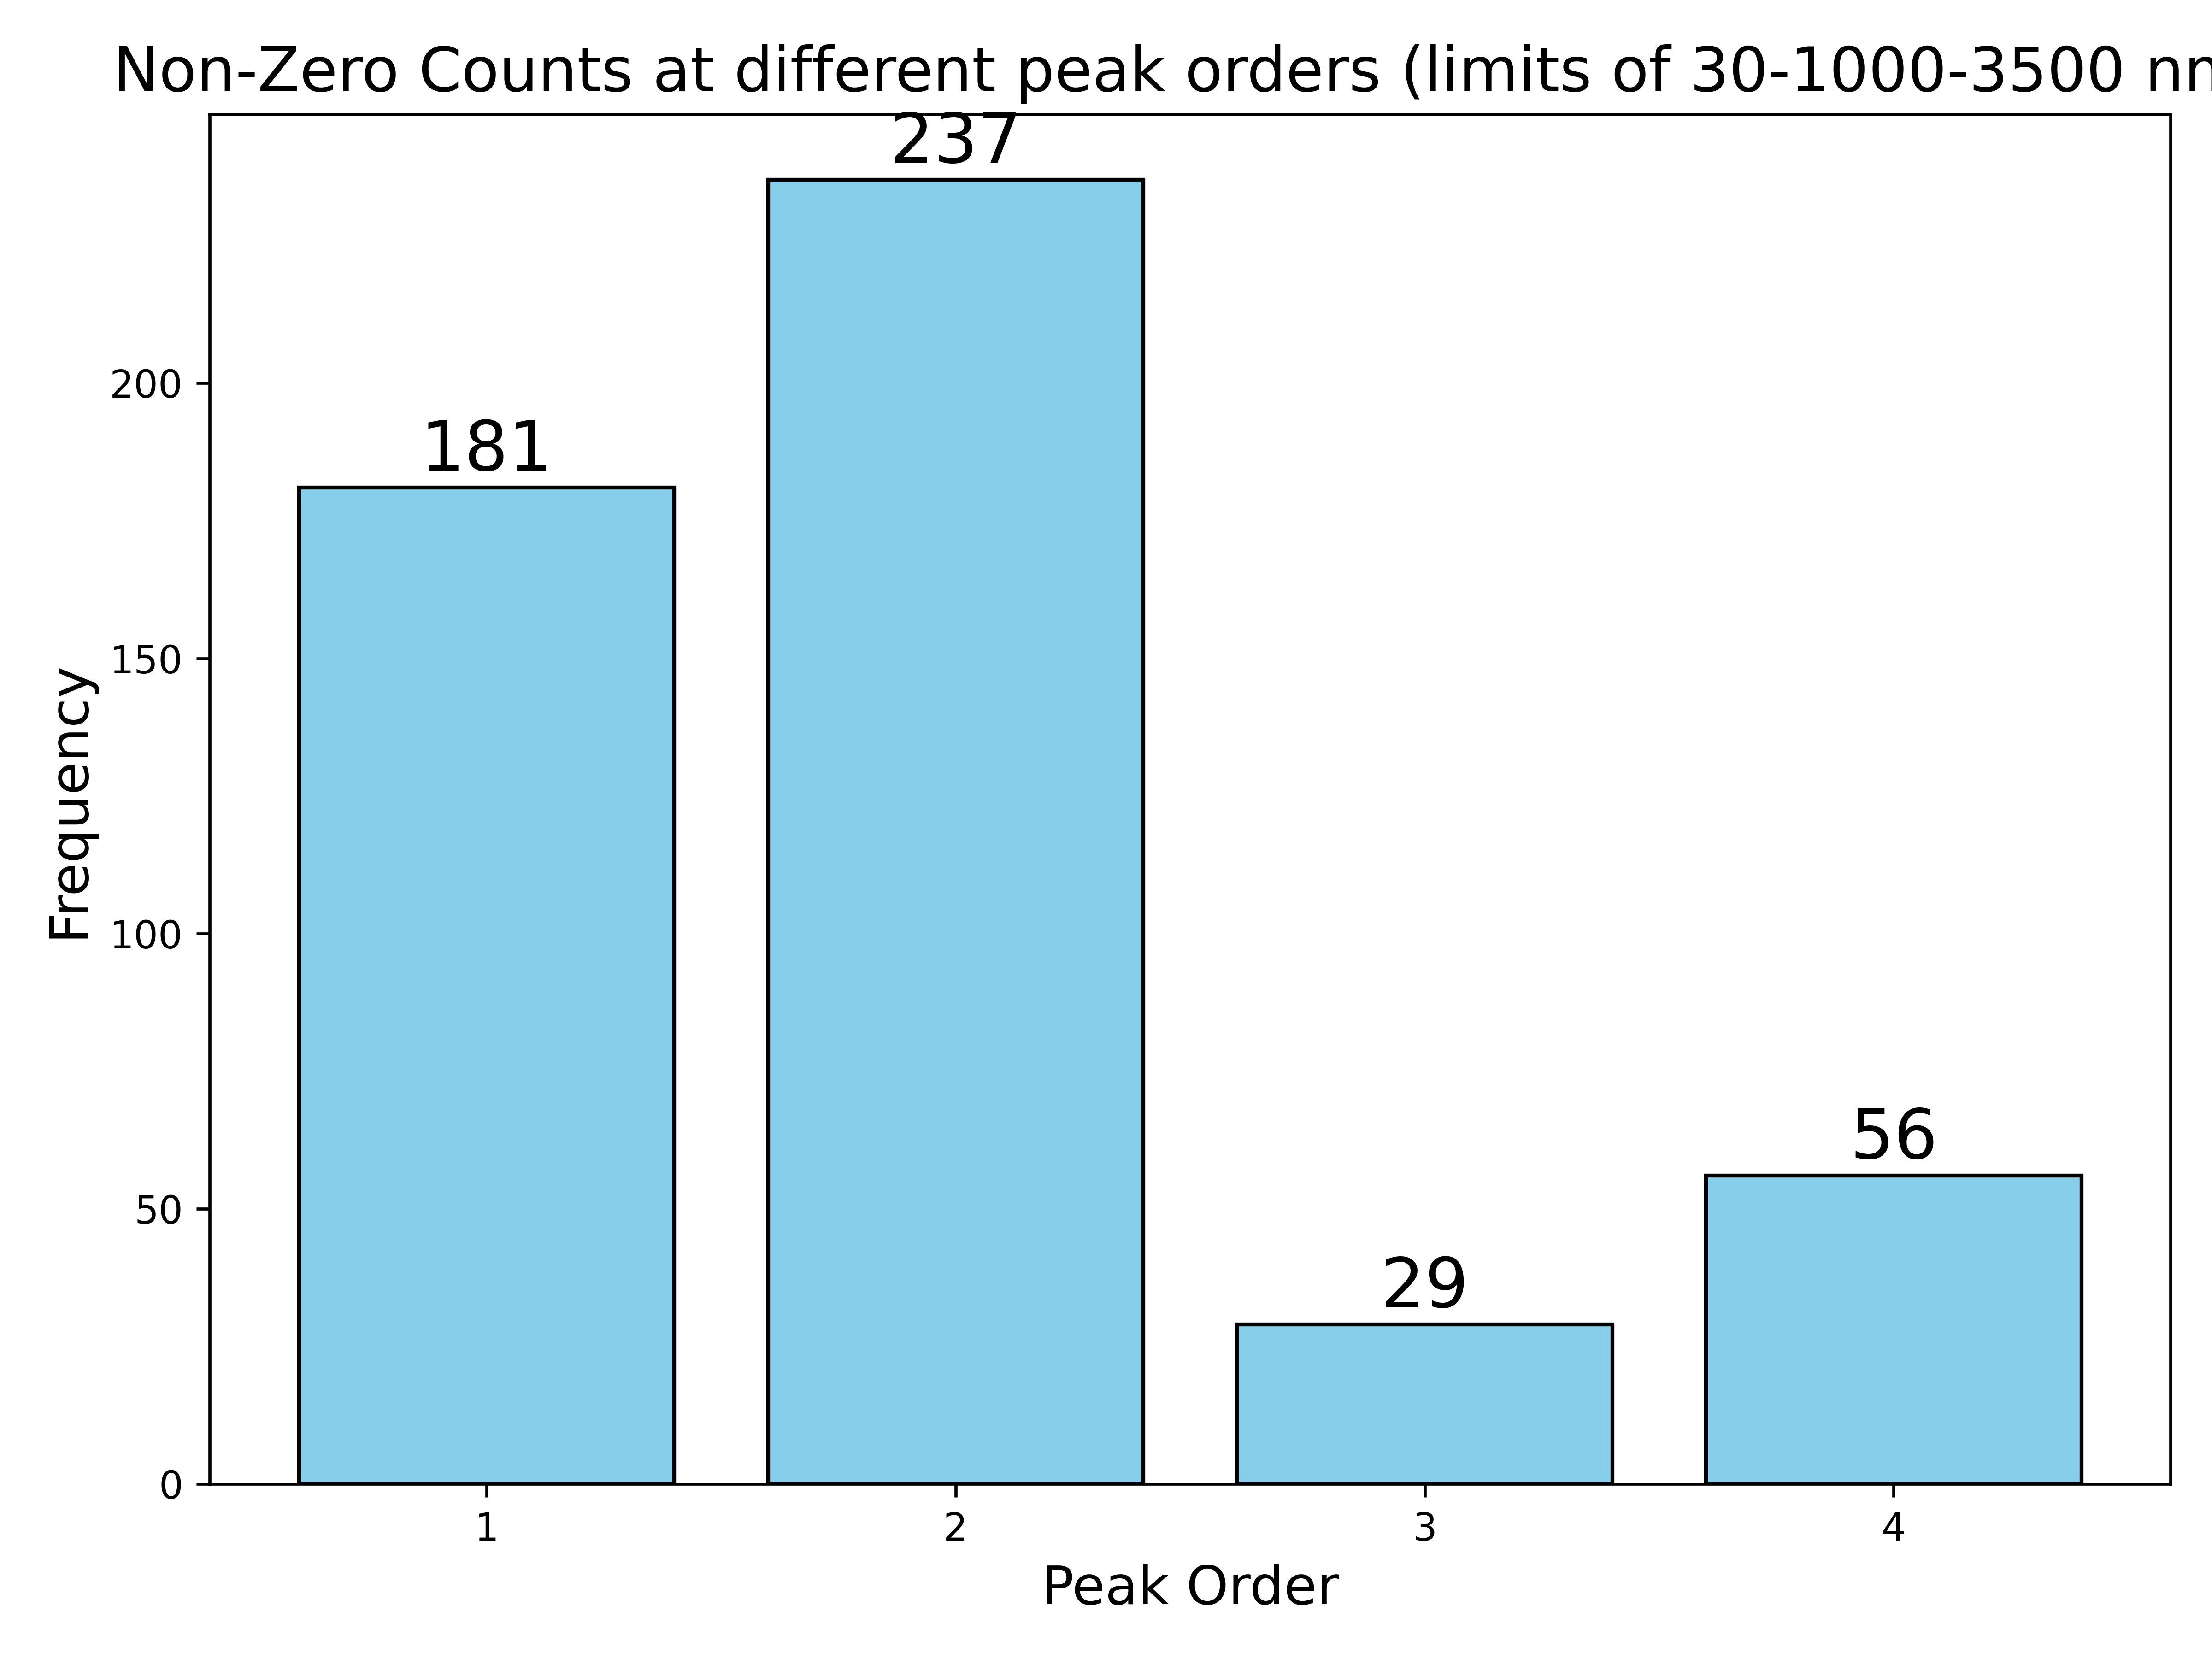 Non-Zero Counts at different peak orders (limits of 30-1000-3500
237
181
56
29
200
150
100
50
0
Frequency
1 2 3 4
Peak Order